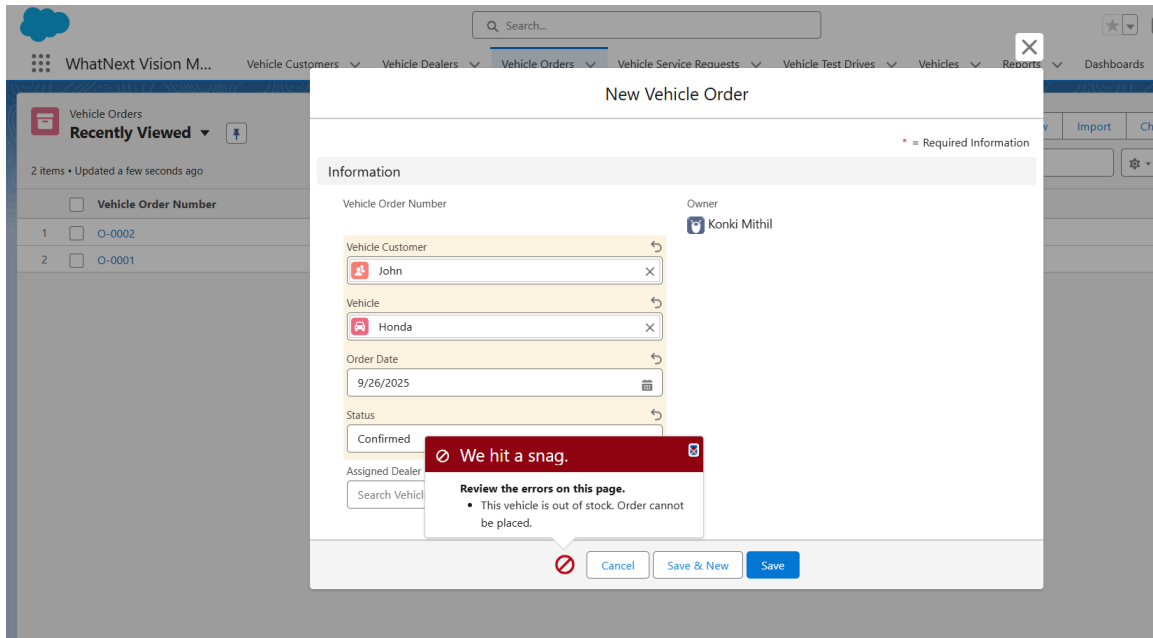 Search...
WhatNext Vision M...
Vehicle Customers
Vehicle Dealers
Vehicle Orders
Vehicle Service Requests
Vehicle Test Drives
Vehicles
Reports
Dashboards
Vehicle Orders
Recently Viewed
Import
2 items • Updated a few seconds ago
Vehicle Order Number
1 O-0002
2 O-0001
New Vehicle Order
* = Required Information
Information
Vehicle Order Number
Owner
Konki Mithil
Vehicle Customer
John
Vehicle
Honda
Order Date
9/26/2025
Status
Confirmed
Assigned Dealer
Search Vehicl
We hit a snag.
Review the errors on this page.
• This vehicle is out of stock. Order cannot
be placed.
Cancel
Save & New
Save